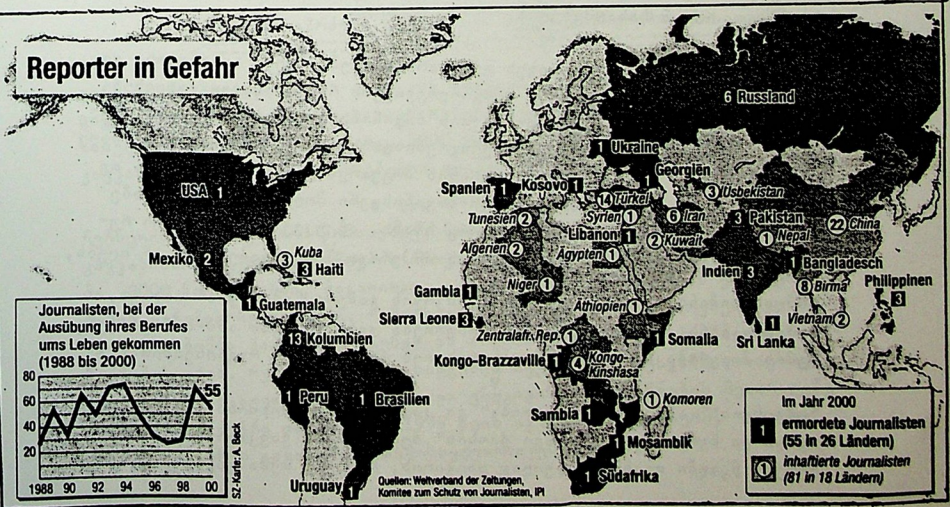 Reporter in Gefahr
6 Russland
1 Ukraine
Georgien
1
USA 1
Spanien 1
Kosovo 1
14 Türkei
3 Usbekistan
Tunesien 2
Syrien 1
6 Iran
3 Pakistan
22 China
Libanon 1
2 Kuwait
1 Nepal
Mexiko 2
3 Kuba
3 Haiti
Algerien 2
Ägypten 1
Indien 3
1 Bangladesch
Philippinen
3
8 Birma
Niger 1
1 Guatemala
Gambia 1
Äthiopien 1
Vietnam 2
Sierra Leone 3
1
Sri Lanka
13 Kolumbien
Zentralafr. Rep. 1
1 Somalia
Kongo-Brazzaville 1
4 Kongo-
Kinshasa
1 Peru
1 Brasilien
1 Komoren
Sambia 1
1 Mosambik
1 Südafrika
Uruguay 1
Journalisten, bei der
Ausübung ihres Berufes
ums Leben gekommen
(1988 bis 2000)
80
60
40
20
55
1988 90 92 94 96 98 00
SZ-Karte: A. Beck
Quellen: Weltverband der Zeitungen,
Komitee zum Schutz von Journalisten, IPI
Im Jahr 2000
1 ermordete Journalisten
(55 in 26 Ländern)
1 inhaftierte Journalisten
(81 in 18 Ländern)